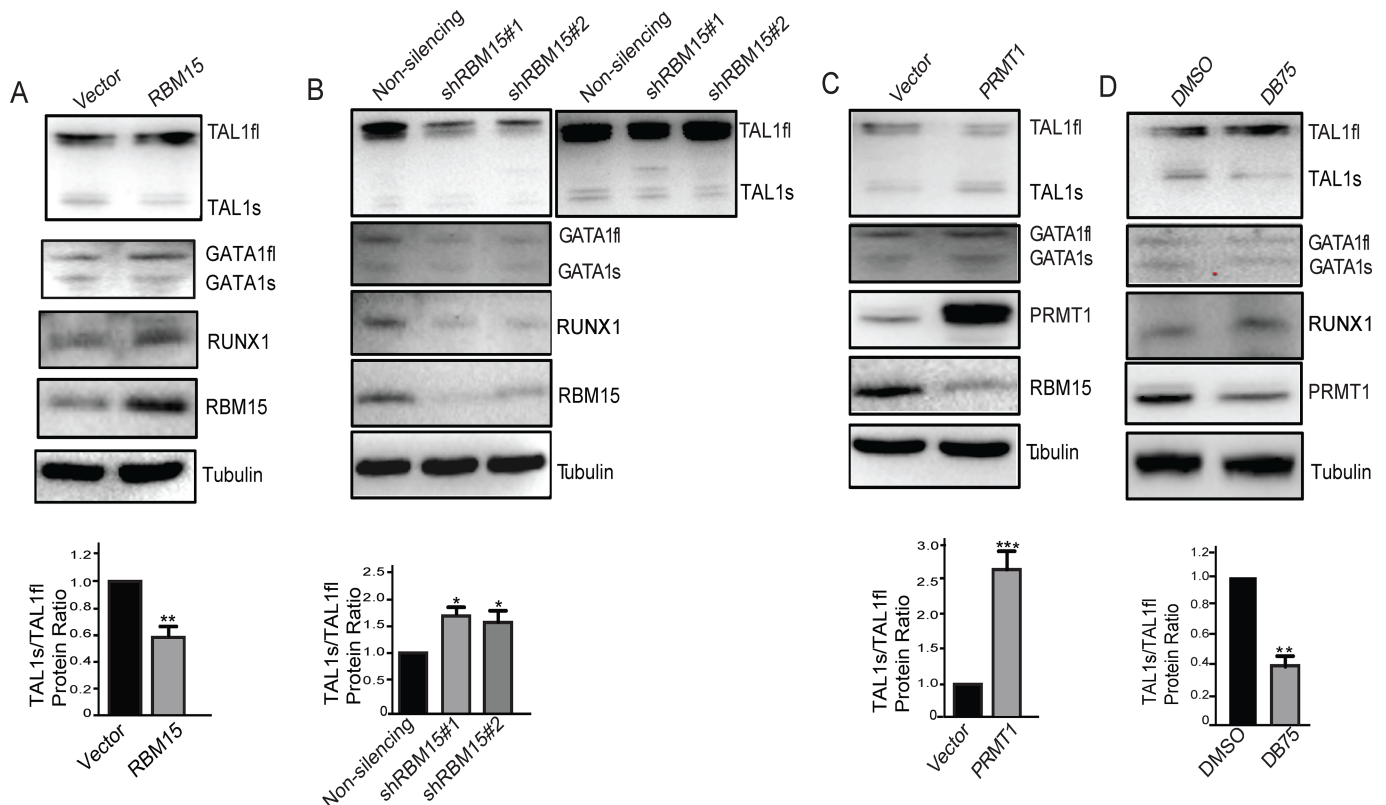 A
Vector
RBM15
TAL1fl
TAL1s
GATA1fl
GATA1s
RUNX1
RBM15
Tubulin
1.2
1.0
0.8
0.6
0.4
0.2
0
TAL1s/TAL1fl
Protein Ratio
**
Vector
RBM15
B
Non-silencing
shRBM15#1
shRBM15#2
Non-silencing
shRBM15#1
shRBM15#2
TAL1fl
TAL1s
GATA1fl
GATA1s
RUNX1
RBM15
Tubulin
2.5
2.0
1.5
1.0
0.5
0
TAL1s/TAL1fl
Protein Ratio
*
*
Non-silencing
shRBM15#1
shRBM15#2
C
Vector
PRMT1
TAL1fl
TAL1s
GATA1fl
GATA1s
PRMT1
RBM15
Tubulin
3.0
2.5
2.0
1.5
1.0
0
TAL1s/TAL1fl
Protein Ratio
***
Vector
PRMT1
D
DMSO
DB75
TAL1fl
TAL1s
GATA1fl
GATA1s
RUNX1
PRMT1
Tubulin
1.2
1.0
0.8
0.6
0.4
0.2
0
TAL1s/TAL1fl
Protein Ratio
**
DMSO
DB75